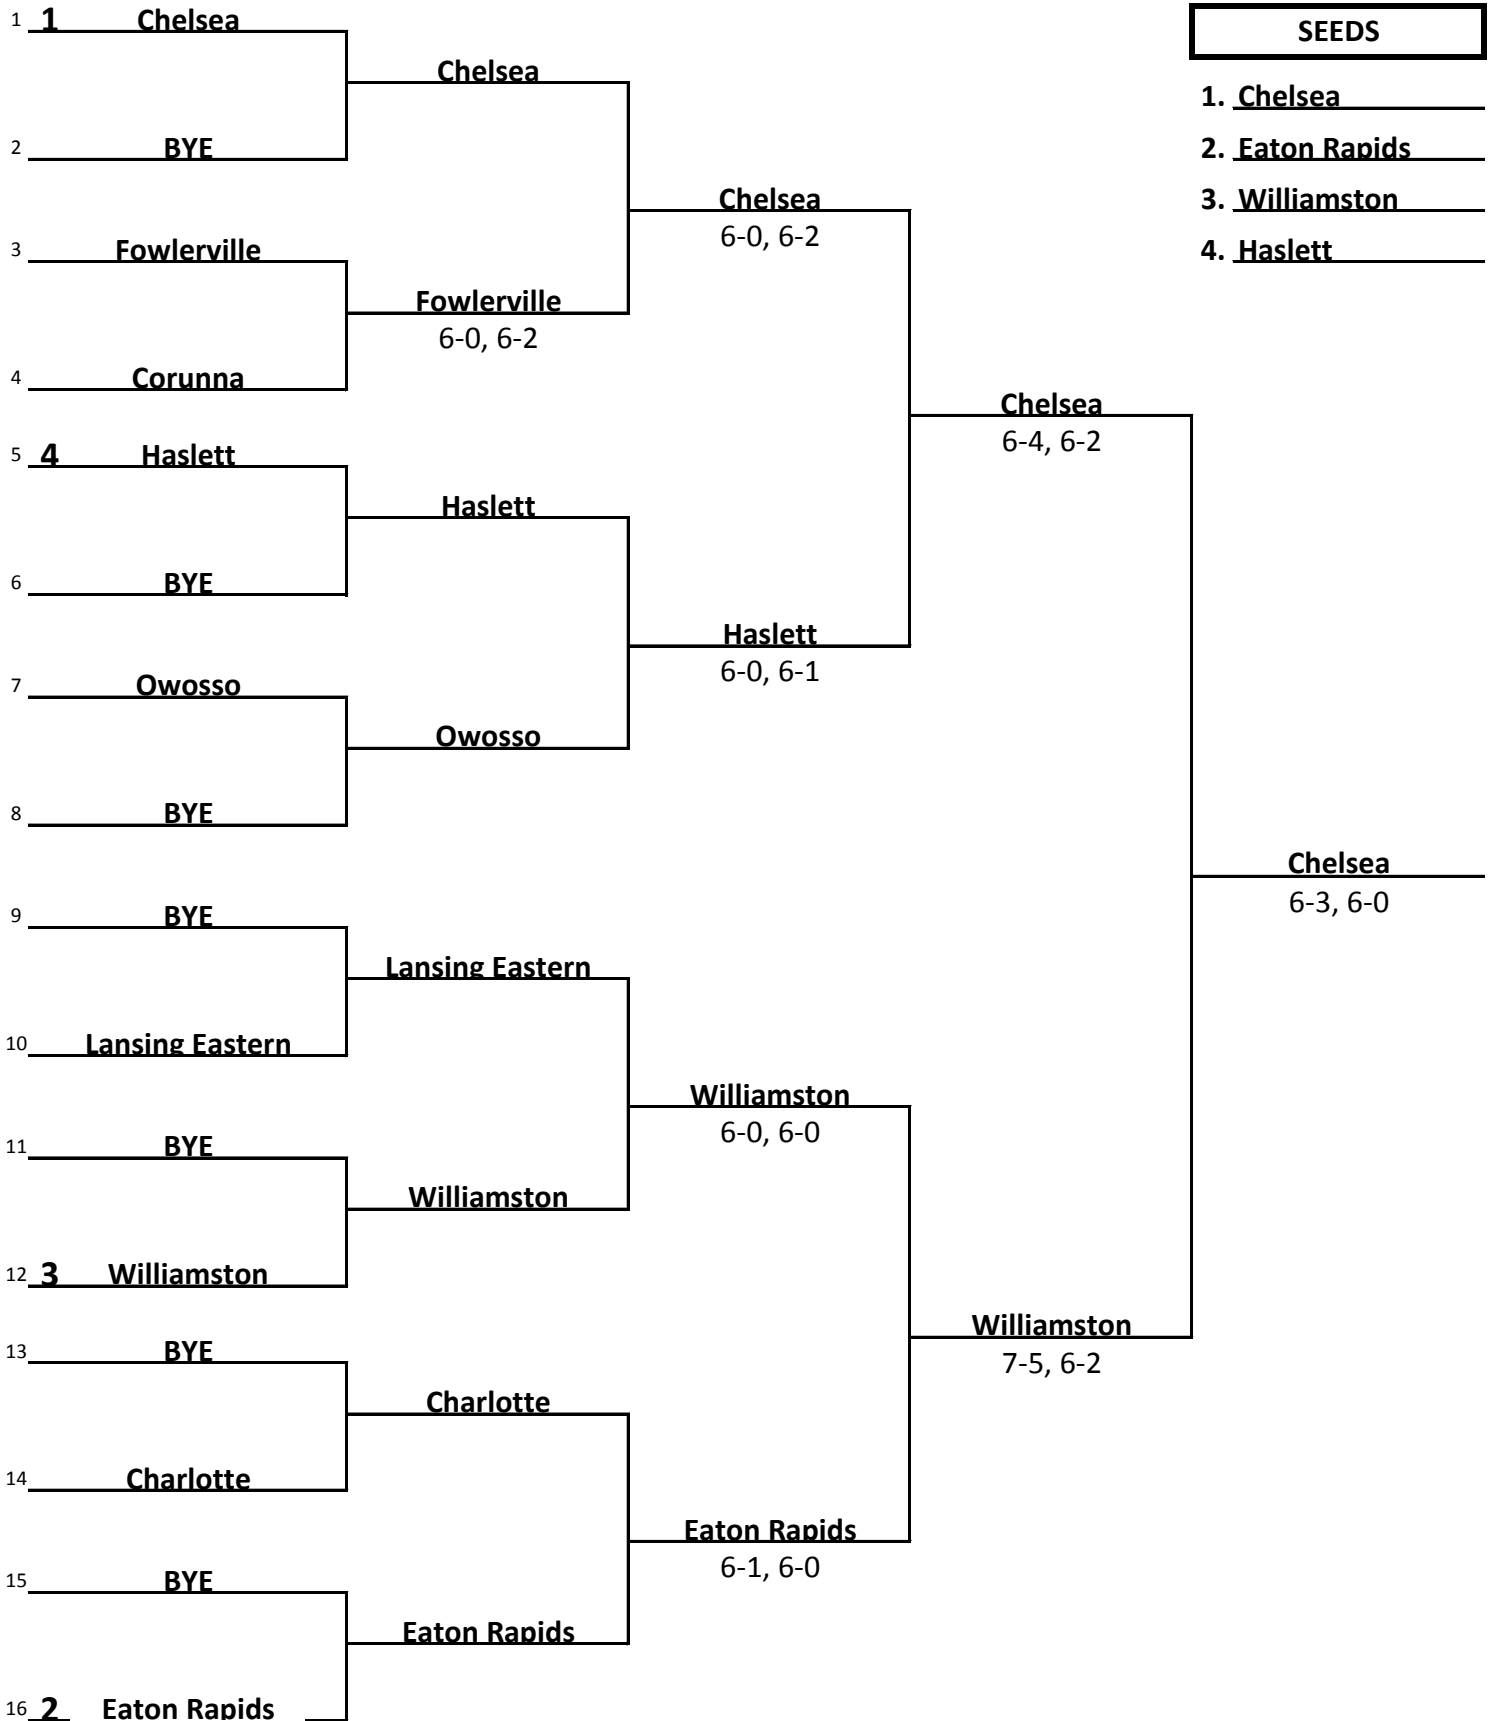 1 1 Chelsea
SEEDS
Chelsea
1. Chelsea
2 BYE
2. Eaton Rapids
Chelsea
3. Williamston
6-0, 6-2
3 Fowlerville
4. Haslett
Fowlerville
6-0, 6-2
4 Corunna
Chelsea
6-4, 6-2
5 4 Haslett
Haslett
6 BYE
Haslett
6-0, 6-1
7 Owosso
Owosso
8 BYE
Chelsea
6-3, 6-0
9 BYE
Lansing Eastern
10 Lansing Eastern
Williamston
6-0, 6-0
11 BYE
Williamston
12 3 Williamston
Williamston
7-5, 6-2
13 BYE
Charlotte
14 Charlotte
Eaton Rapids
6-1, 6-0
15 BYE
Eaton Rapids
16 2 Eaton Rapids